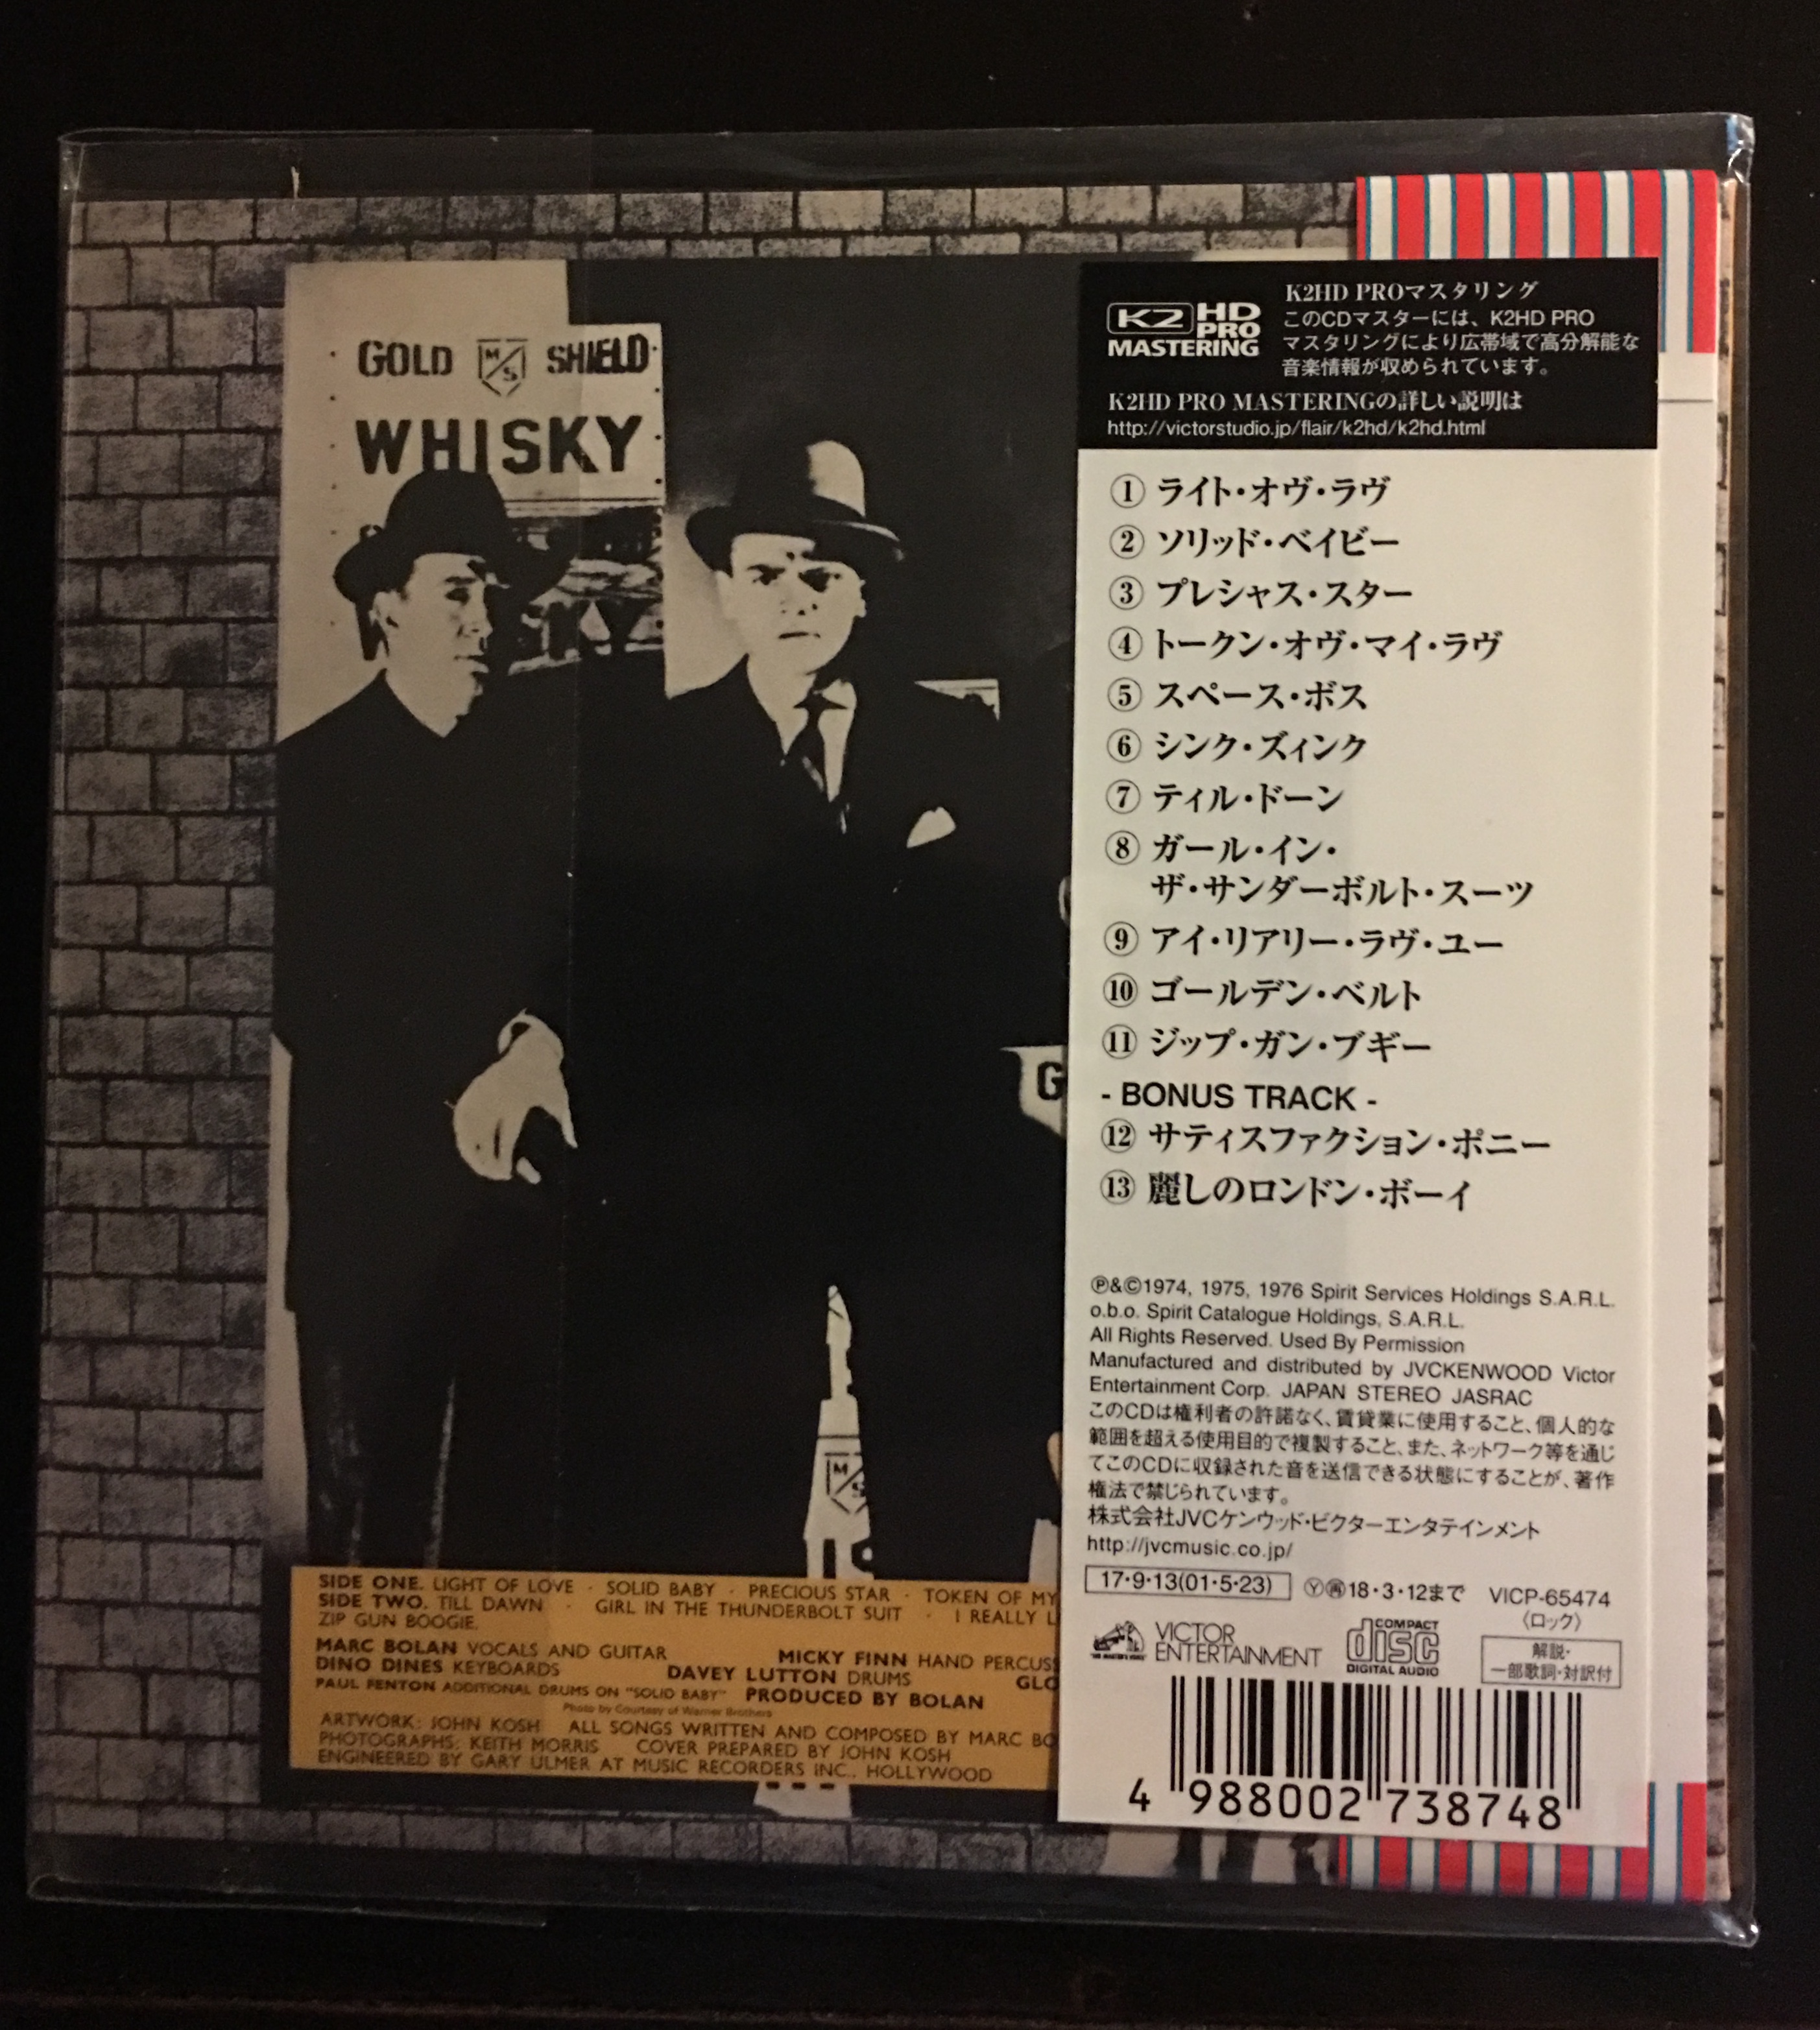 GOLD M/S SHIELD
WHISKY
G
M/S
SIDE ONE. LIGHT OF LOVE · SOLID BABY · PRECIOUS STAR · TOKEN OF MY
SIDE TWO. TILL DAWN · GIRL IN THE THUNDERBOLT SUIT · I REALLY L
ZIP GUN BOOGIE.
MARC BOLAN VOCALS AND GUITAR MICKY FINN HAND PERCUSS
DINO DINES KEYBOARDS DAVEY LUTTON DRUMS GLO
PAUL FENTON ADDITIONAL DRUMS ON "SOLID BABY" PRODUCED BY BOLAN
Photo by Courtesy of Warner Brothers
ARTWORK: JOHN KOSH ALL SONGS WRITTEN AND COMPOSED BY MARC BO
PHOTOGRAPHS: KEITH MORRIS COVER PREPARED BY JOHN KOSH
ENGINEERED BY GARY ULMER AT MUSIC RECORDERS INC., HOLLYWOOD
K2 HD
PRO
MASTERING
K2HD PROマスタリング
このCDマスターには、K2HD PRO
マスタリングにより広帯域で高分解能な
音楽情報が収められています。
K2HD PRO MASTERINGの詳しい説明は
http://victorstudio.jp/flair/k2hd/k2hd.html
① ライト・オヴ・ラヴ
② ソリッド・ベイビー
③ プレシャス・スター
④ トークン・オヴ・マイ・ラヴ
⑤ スペース・ボス
⑥ シンク・ズィンク
⑦ ティル・ドーン
⑧ ガール・イン・
ザ・サンダーボルト・スーツ
⑨ アイ・リアリー・ラヴ・ユー
⑩ ゴールデン・ベルト
⑪ ジップ・ガン・ブギー
- BONUS TRACK -
⑫ サティスファクション・ポニー
⑬ 麗しのロンドン・ボーイ
Ⓟ&©1974, 1975, 1976 Spirit Services Holdings S.A.R.L.
o.b.o. Spirit Catalogue Holdings, S.A.R.L.
All Rights Reserved. Used By Permission
Manufactured and distributed by JVCKENWOOD Victor
Entertainment Corp. JAPAN STEREO JASRAC
このCDは権利者の許諾なく、賃貸業に使用すること、個人的な
範囲を超える使用目的で複製すること、また、ネットワーク等を通じ
てこのCDに収録された音を送信できる状態にすることが、著作
権法で禁じられています。
株式会社JVCケンウッド・ビクターエンタテインメント
http://jvcmusic.co.jp/
17・9・13(01・5・23) Ⓨ㊢18・3・12まで VICP-65474
〈ロック〉
VICTOR
ENTERTAINMENT
COMPACT
disc
DIGITAL AUDIO
解説・
一部歌詞・対訳付
4 988002 738748